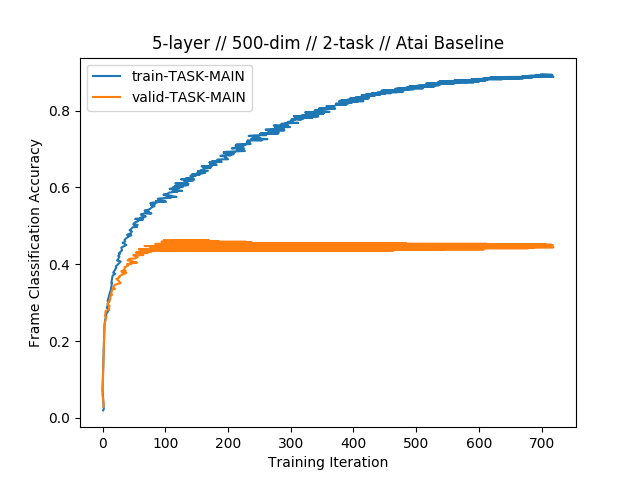 5-layer // 500-dim // 2-task // Atai Baseline
train-TASK-MAIN
valid-TASK-MAIN
Frame Classification Accuracy
0.8
0.6
0.4
0.2
0.0
0 100 200 300 400 500 600 700
Training Iteration